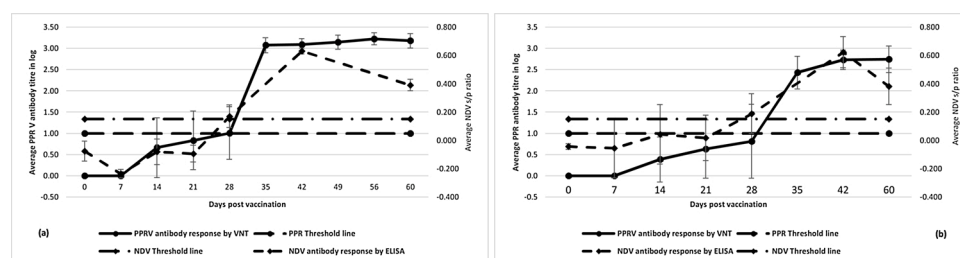 3.50
3.00
2.50
2.0
1.5
1.0
0.5
0.0
-0.5
Average PPR V antibody titre in log
0.800
0.600
0.400
0.200
0.000
-0.200
-0.400
Average NDV s/p ratio
0 7 14 21 28 35 42 49 56 60
Days post vaccination
(a)
PPRV antibody response by VNT
PPR Threshold line
NDV Threshold line
NDV antibody response by ELISA
3.50
3.0
2.5
2.0
1.5
1.0
0.5
0.0
-0.5
Average PPR antibody titre in log
0.800
0.600
0.400
0.200
0.000
-0.200
-0.400
Average NDV s/p ratio
0 7 14 21 28 35 42 60
Days post vaccination
PPRV antibody response by VNT
PPR Threshold line
NDV antibody response by ELISA
NDV Threshold line
(b)